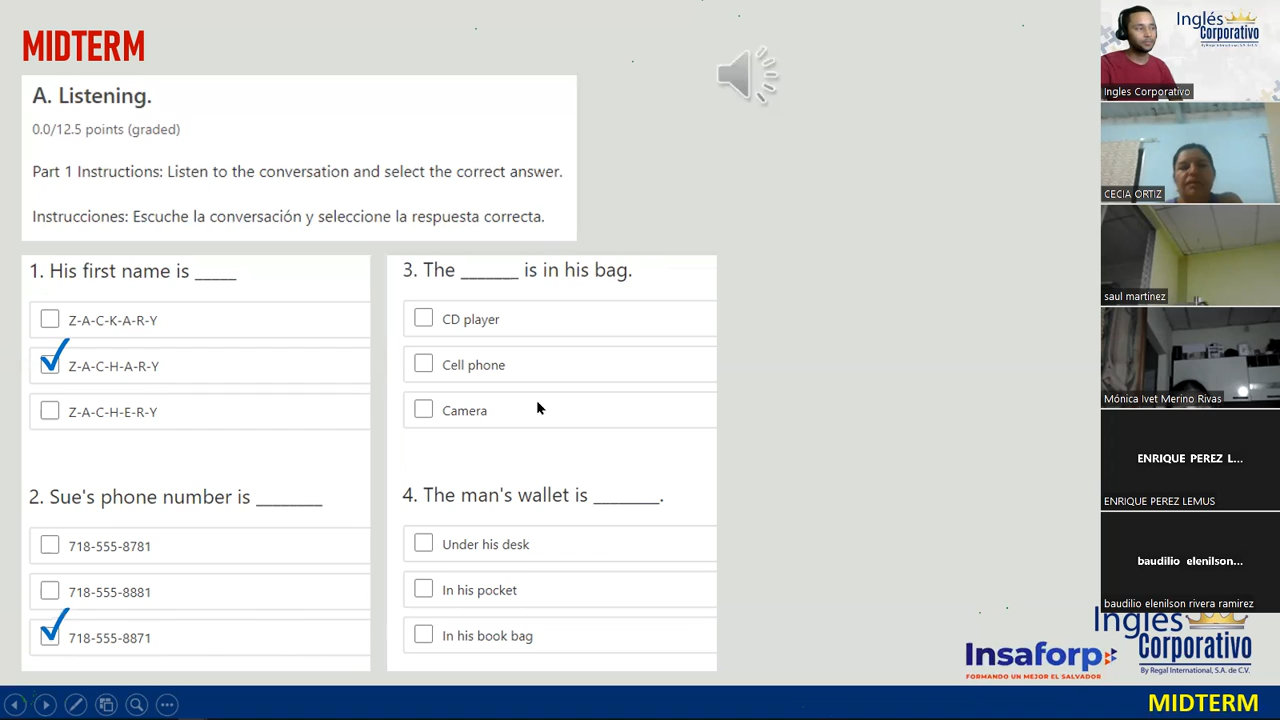 MIDTERM
A. Listening.
0.0/12.5 points (graded)
Part 1 Instructions: Listen to the conversation and select the correct answer.
Instrucciones: Escuche la conversación y seleccione la respuesta correcta.
1. His first name is _____
Z-A-C-K-A-R-Y
Z-A-C-H-A-R-Y
Z-A-C-H-E-R-Y
2. Sue's phone number is ________
718-555-8781
718-555-8881
718-555-8871
3. The _______ is in his bag.
CD player
Cell phone
Camera
4. The man's wallet is ________.
Under his desk
In his pocket
In his book bag
Inglés
Corporativo
Ingles Corporativo
CECIA ORTIZ
saul martinez
Mónica Ivet Merino Rivas
ENRIQUE PEREZ L...
ENRIQUE PEREZ LEMUS
baudilio elenilson...
baudilio elenilson rivera ramirez
Insaforp
FORMANDO UN MEJOR EL SALVADOR
Inglés
Corporativo
By Regal International, S.A. de C.V.
MIDTERM